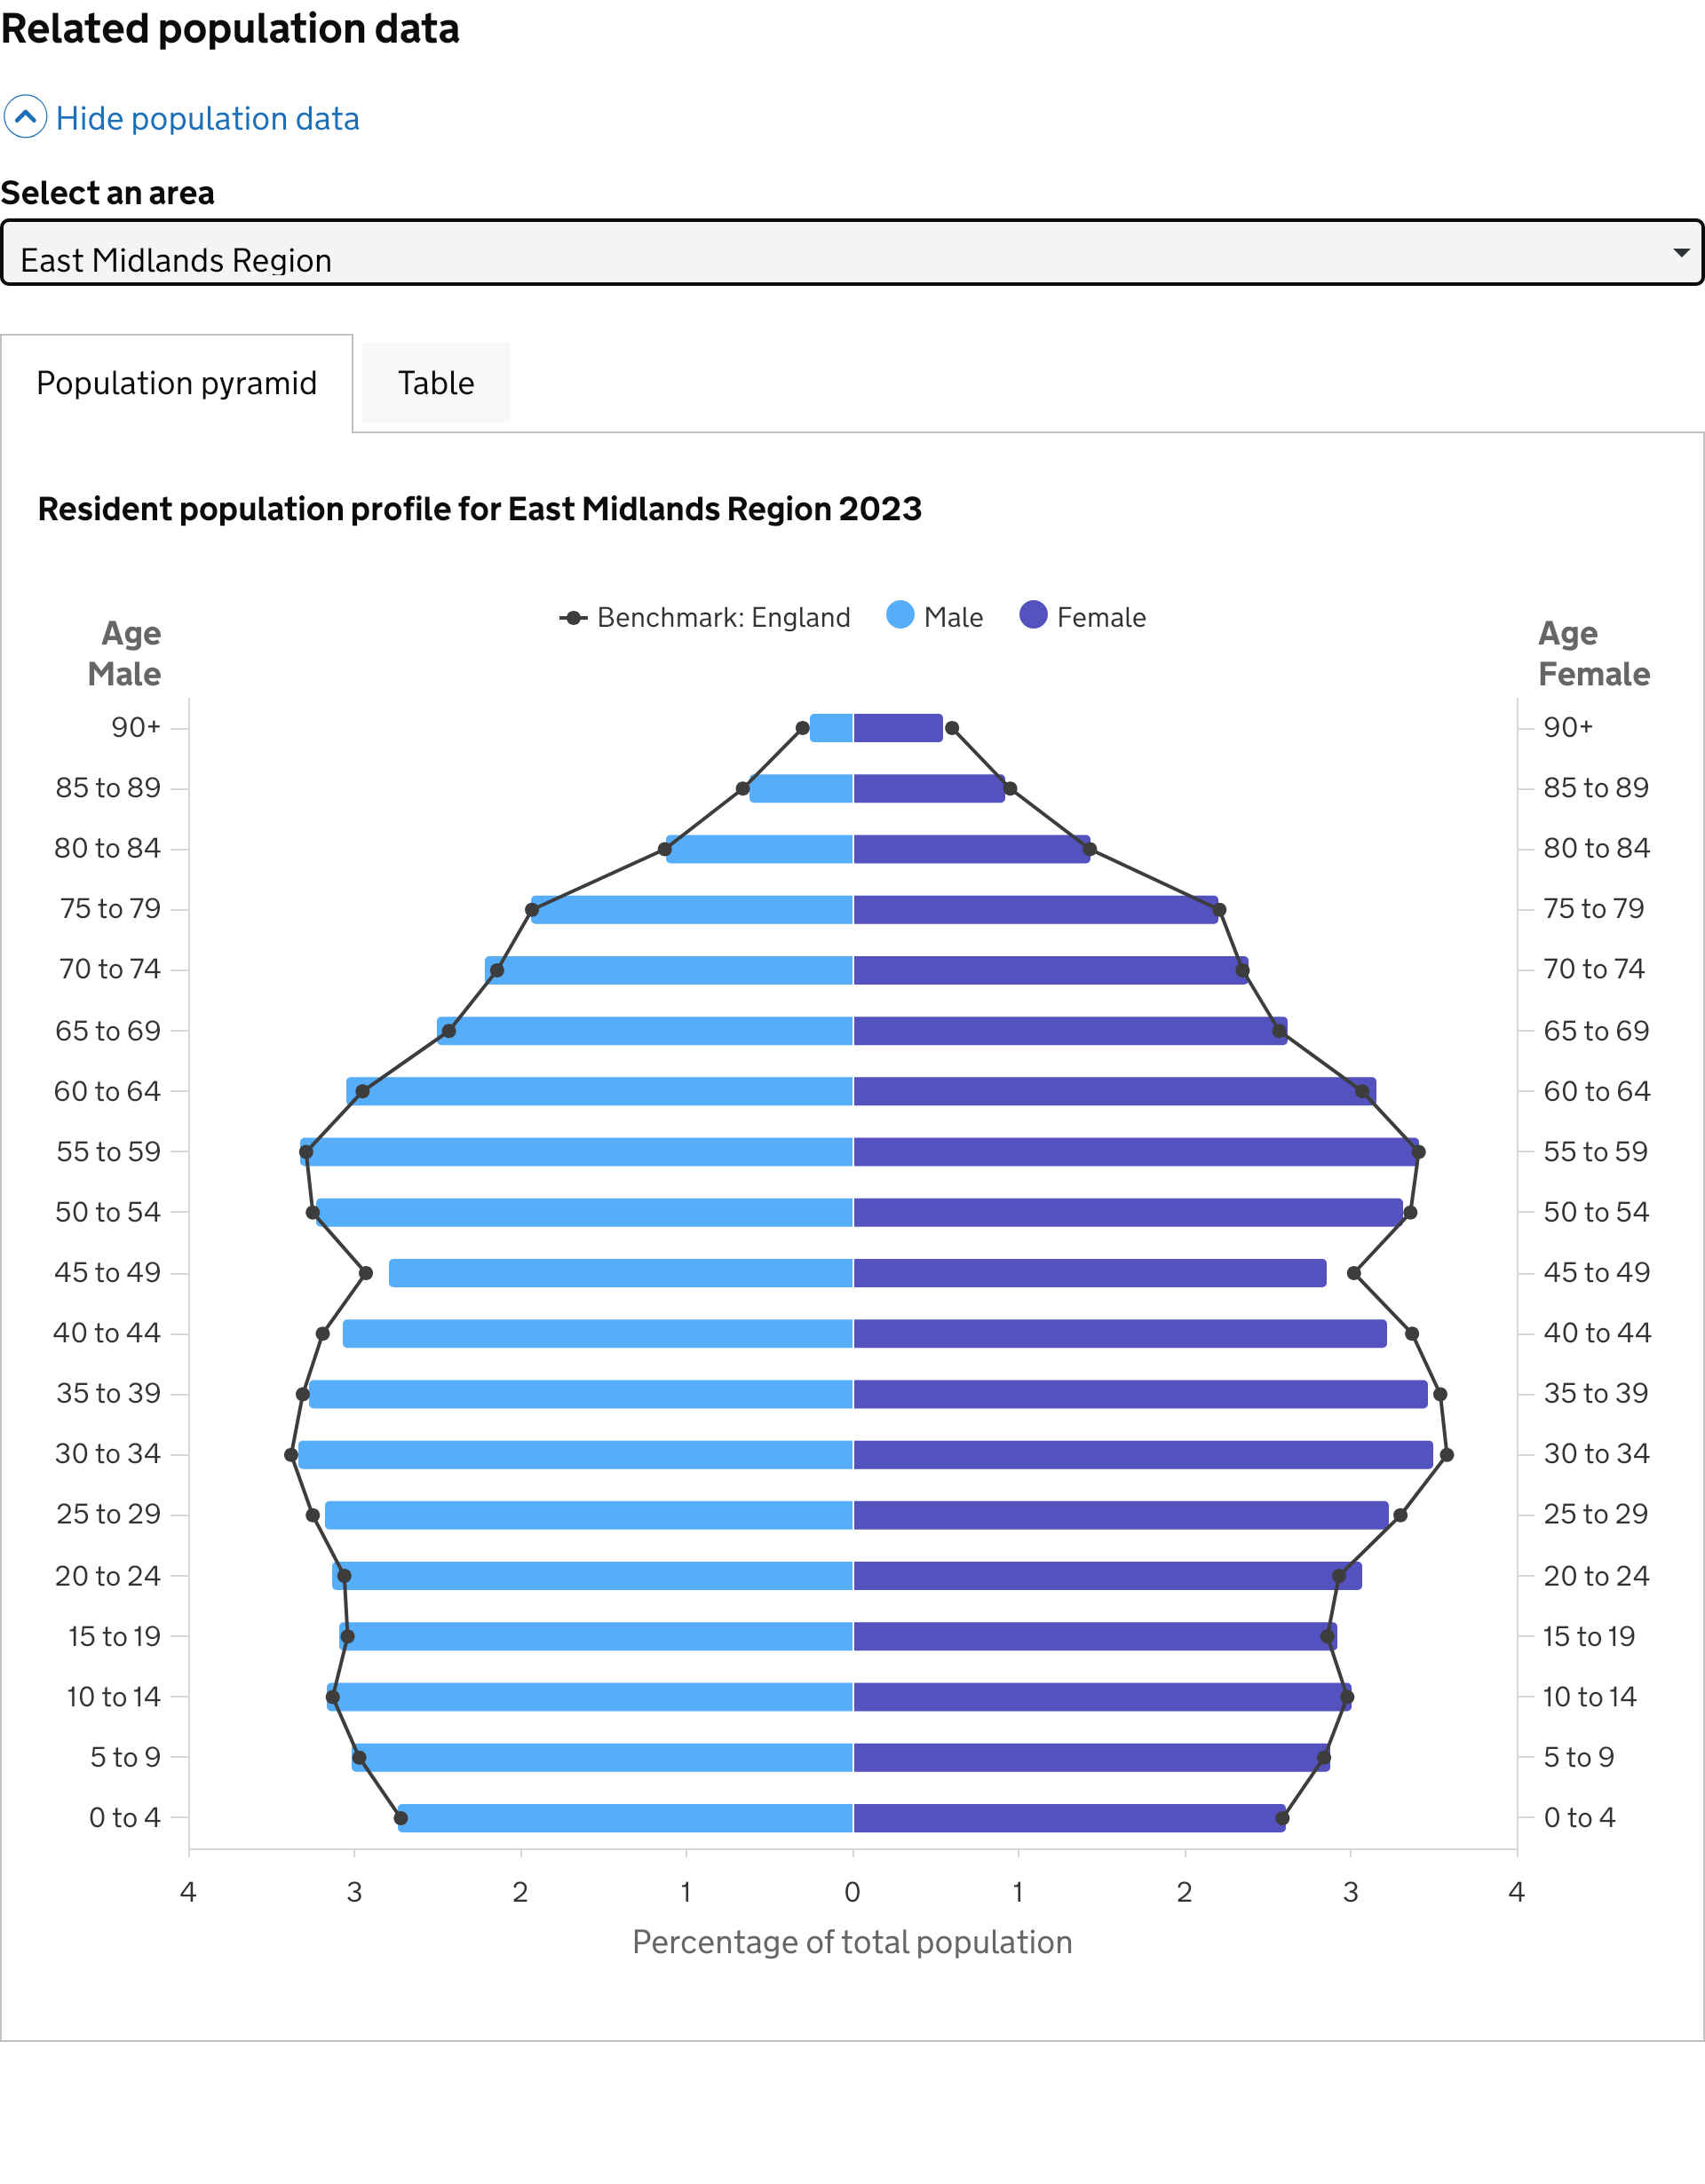 Related population data
Hide population data
Select an area
East Midlands Region
Population pyramid
Table
Resident population profile for East Midlands Region 2023
Benchmark: England
Male
Female
Age
Male
Age
Female
90+
90+
85 to 89
85 to 89
80 to 84
80 to 84
75 to 79
75 to 79
70 to 74
70 to 74
65 to 69
65 to 69
60 to 64
60 to 64
55 to 59
55 to 59
50 to 54
50 to 54
45 to 49
45 to 49
40 to 44
40 to 44
35 to 39
35 to 39
30 to 34
30 to 34
25 to 29
25 to 29
20 to 24
20 to 24
15 to 19
15 to 19
10 to 14
10 to 14
5 to 9
5 to 9
0 to 4
0 to 4
4 3 2 1 0 1 2 3 4
Percentage of total population